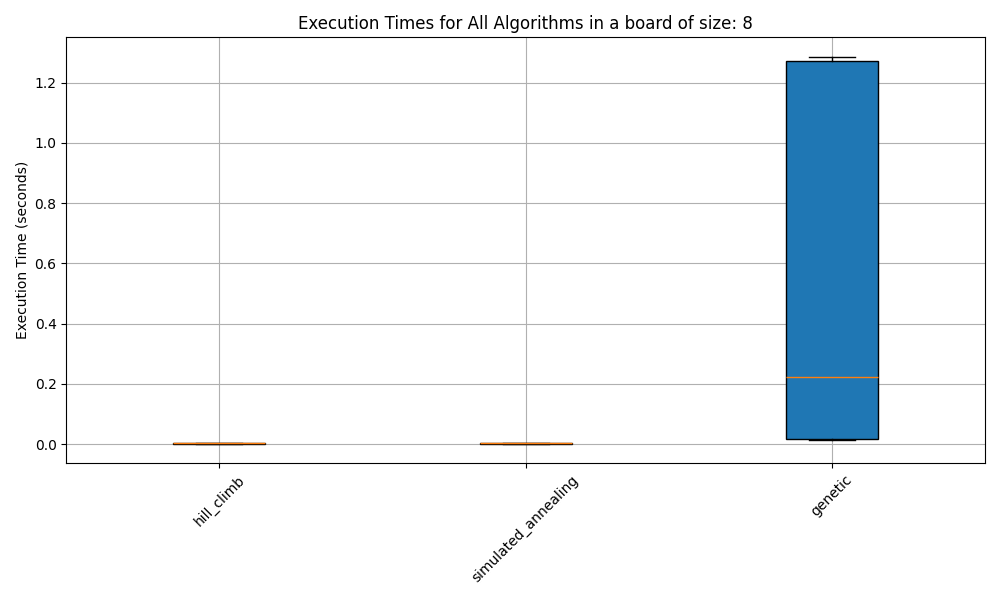 Execution Times for All Algorithms in a board of size: 8
Execution Time (seconds)
1.2
1.0
0.8
0.6
0.4
0.2
0.0
hill_climb
simulated_annealing
genetic